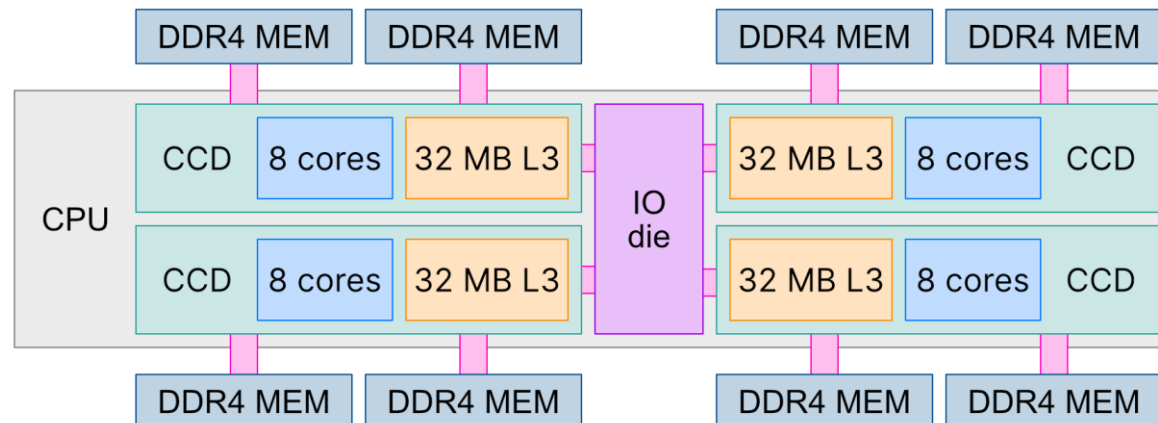 DDR4 MEM DDR4 MEM DDR4 MEM DDR4 MEM
CCD 8 cores 32 MB L3 32 MB L3 8 cores CCD
CPU
IO
die
CCD 8 cores 32 MB L3 32 MB L3 8 cores CCD
DDR4 MEM DDR4 MEM DDR4 MEM DDR4 MEM